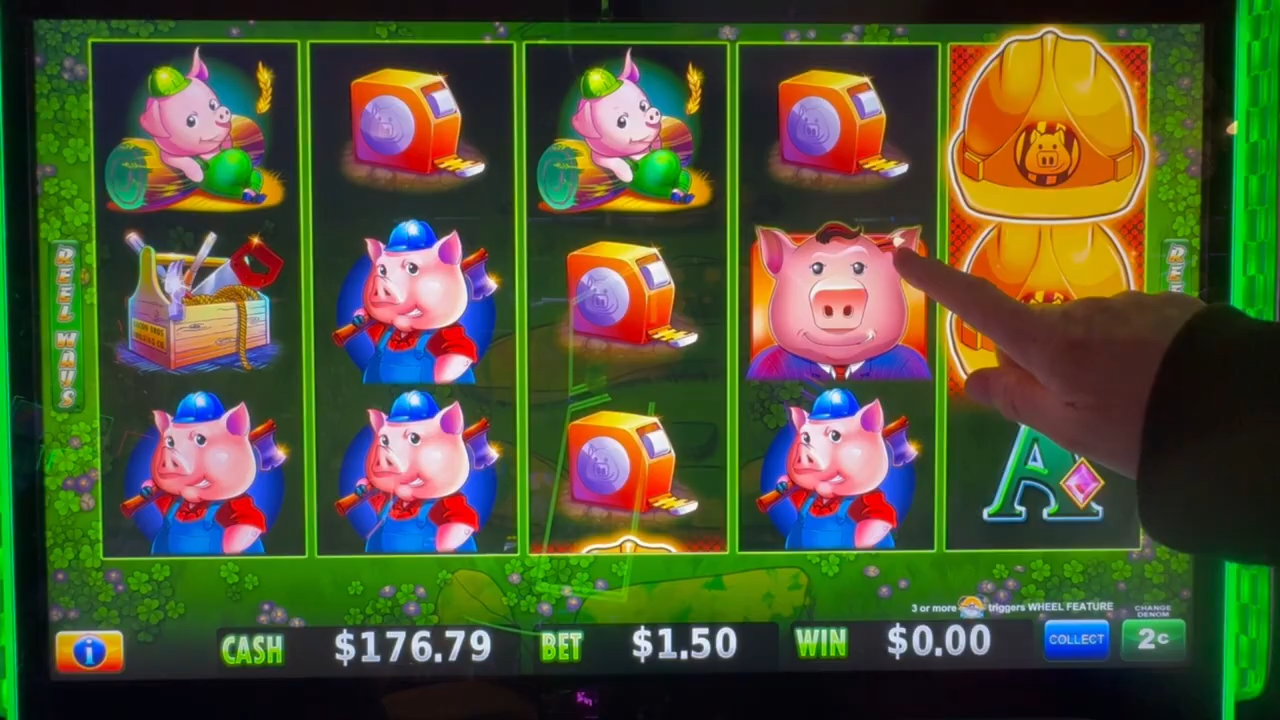 REEL WAYS
REE
A
3 or more triggers WHEEL FEATURE
CHANGE
DENOM
CASH $176.79 BET $1.50 WIN $0.00 COLLECT 2¢